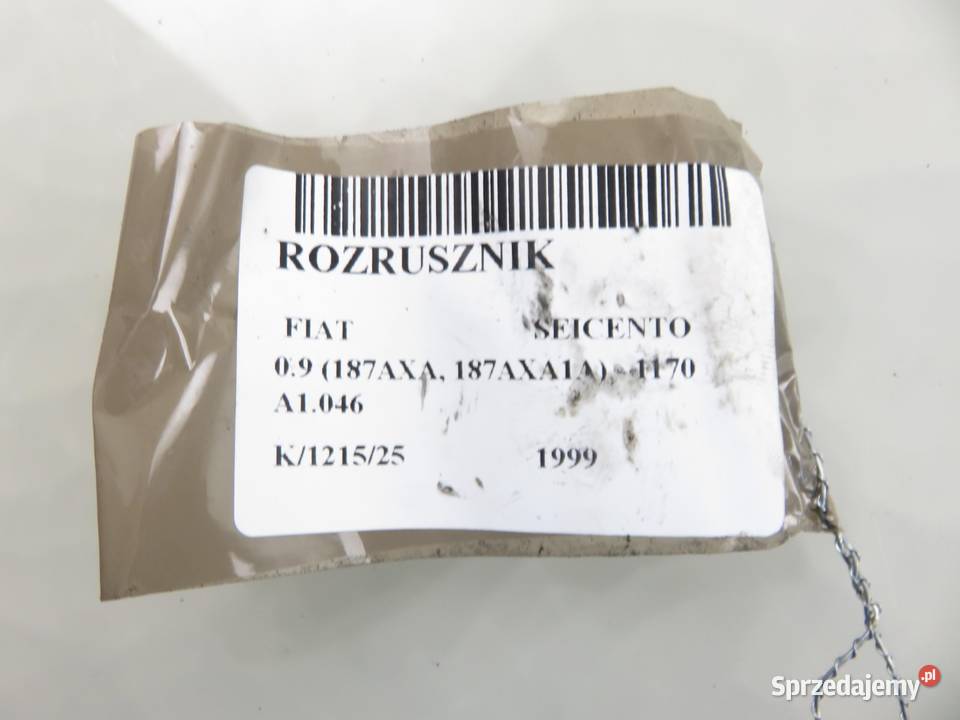 ROZRUSZNIK
FIAT SEICENTO
0.9 (187AXA, 187AXA1A) - 1170
A1.046
K/1215/25 1999
Sprzedajemy.pl